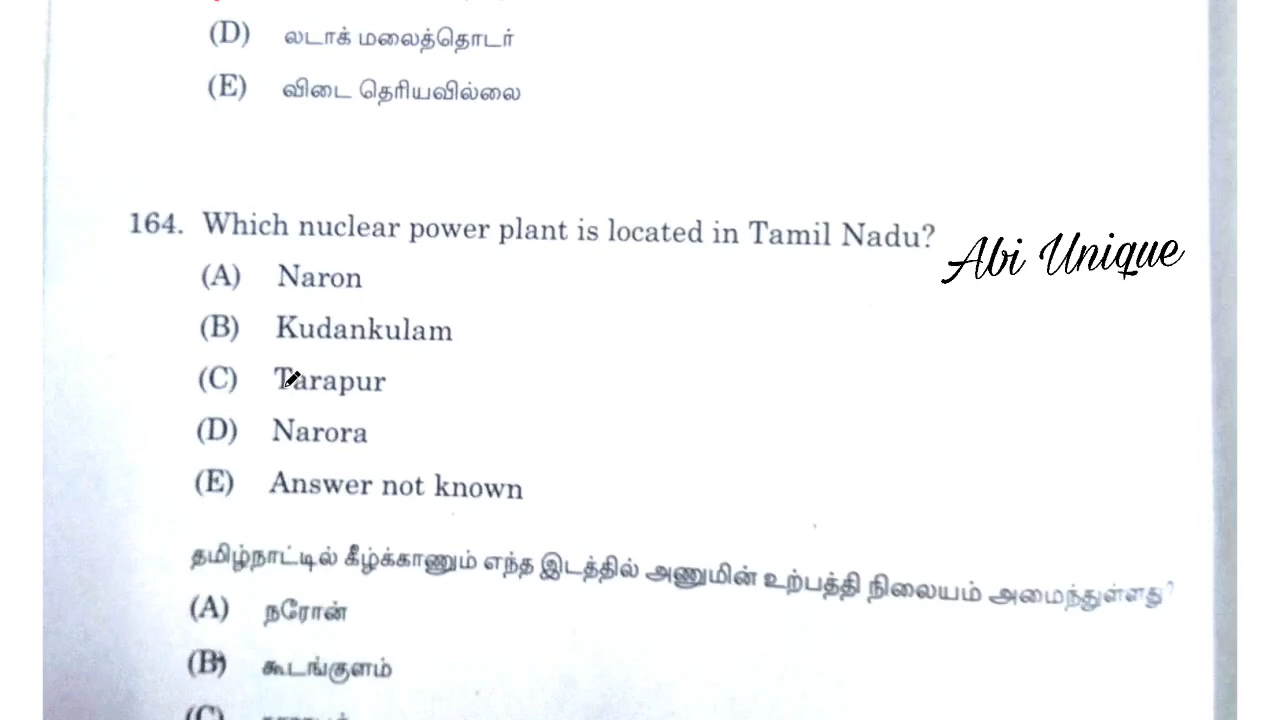 (D) லடாக் மலைத்தொடர்
(E) விடை தெரியவில்லை
164. Which nuclear power plant is located in Tamil Nadu?
Abi Unique
(A) Naron
(B) Kudankulam
(C) Tarapur
(D) Narora
(E) Answer not known
தமிழ்நாட்டில் கீழ்க்காணும் எந்த இடத்தில் அணுமின் உற்பத்தி நிலையம் அமைந்துள்ளது?
(A) நரோன்
(B) கூடங்குளம்
(C)